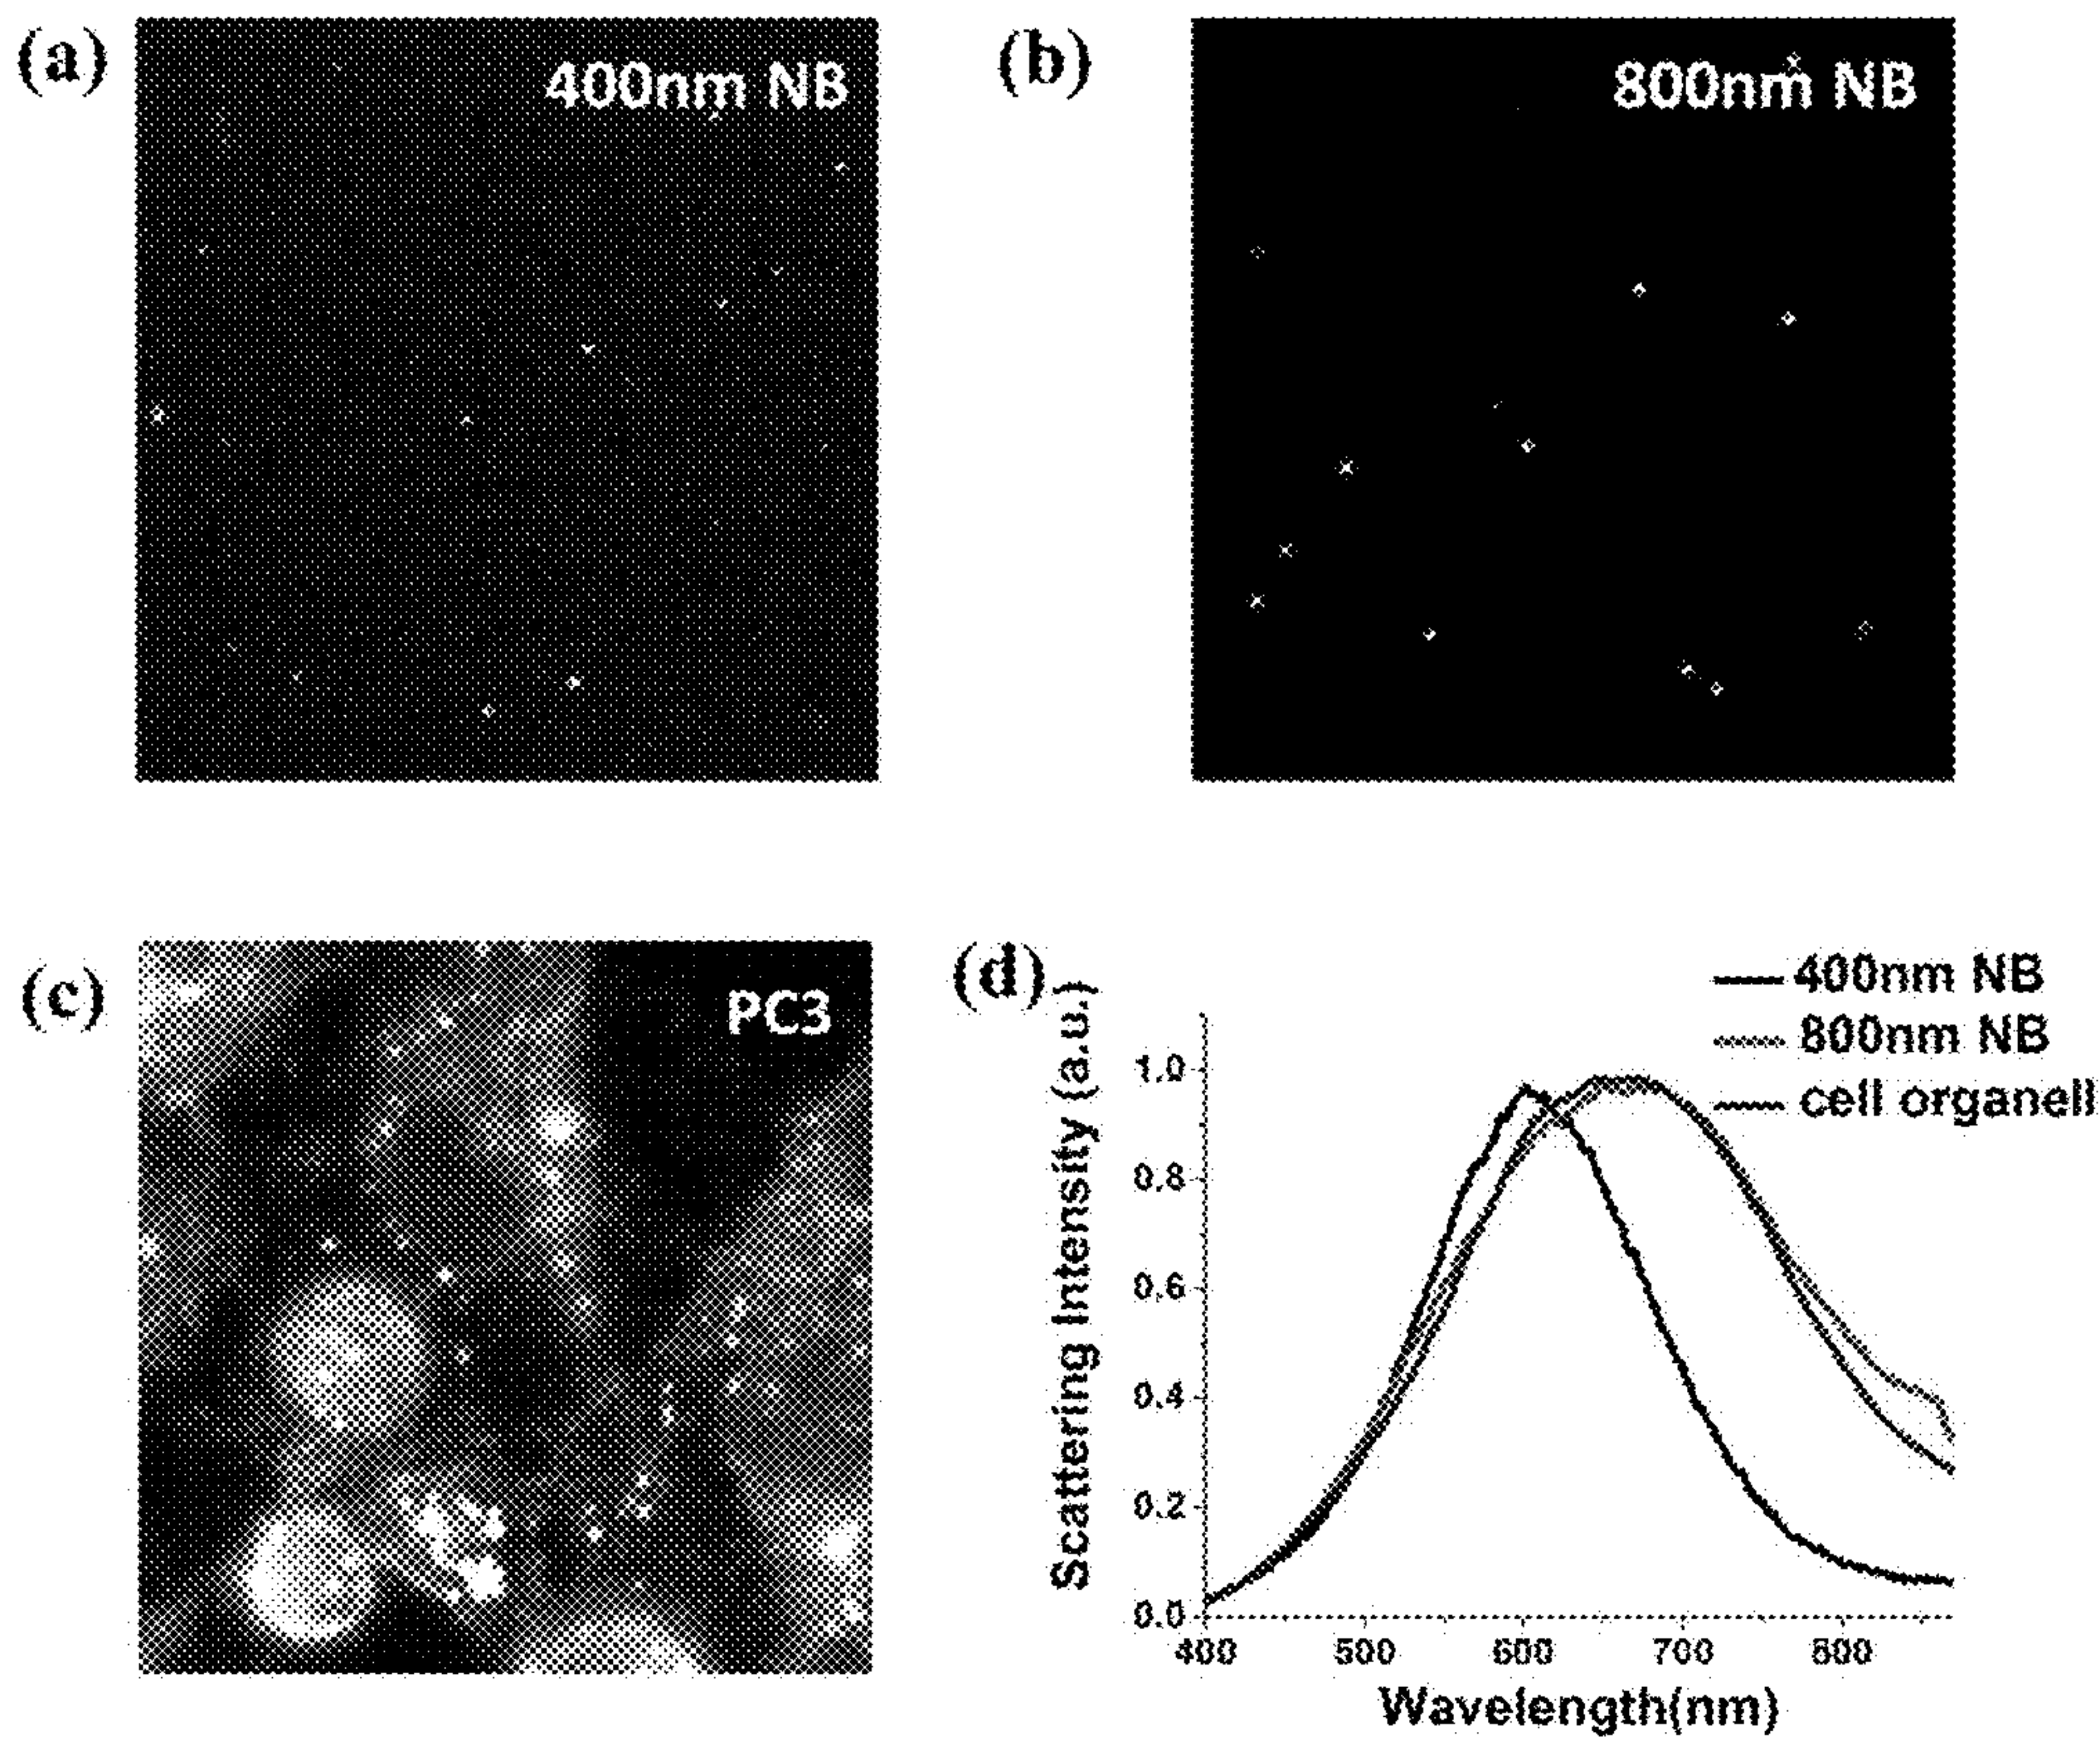 (a)
400nm NB
(b)
800nm NB
(c)
PC3
(d)
400nm NB
800nm NB
cell organell
Scattering Intensity (a.u.)
1.0
0.8
0.6
0.4
0.2
0.0
400 500 600 700 800
Wavelength(nm)